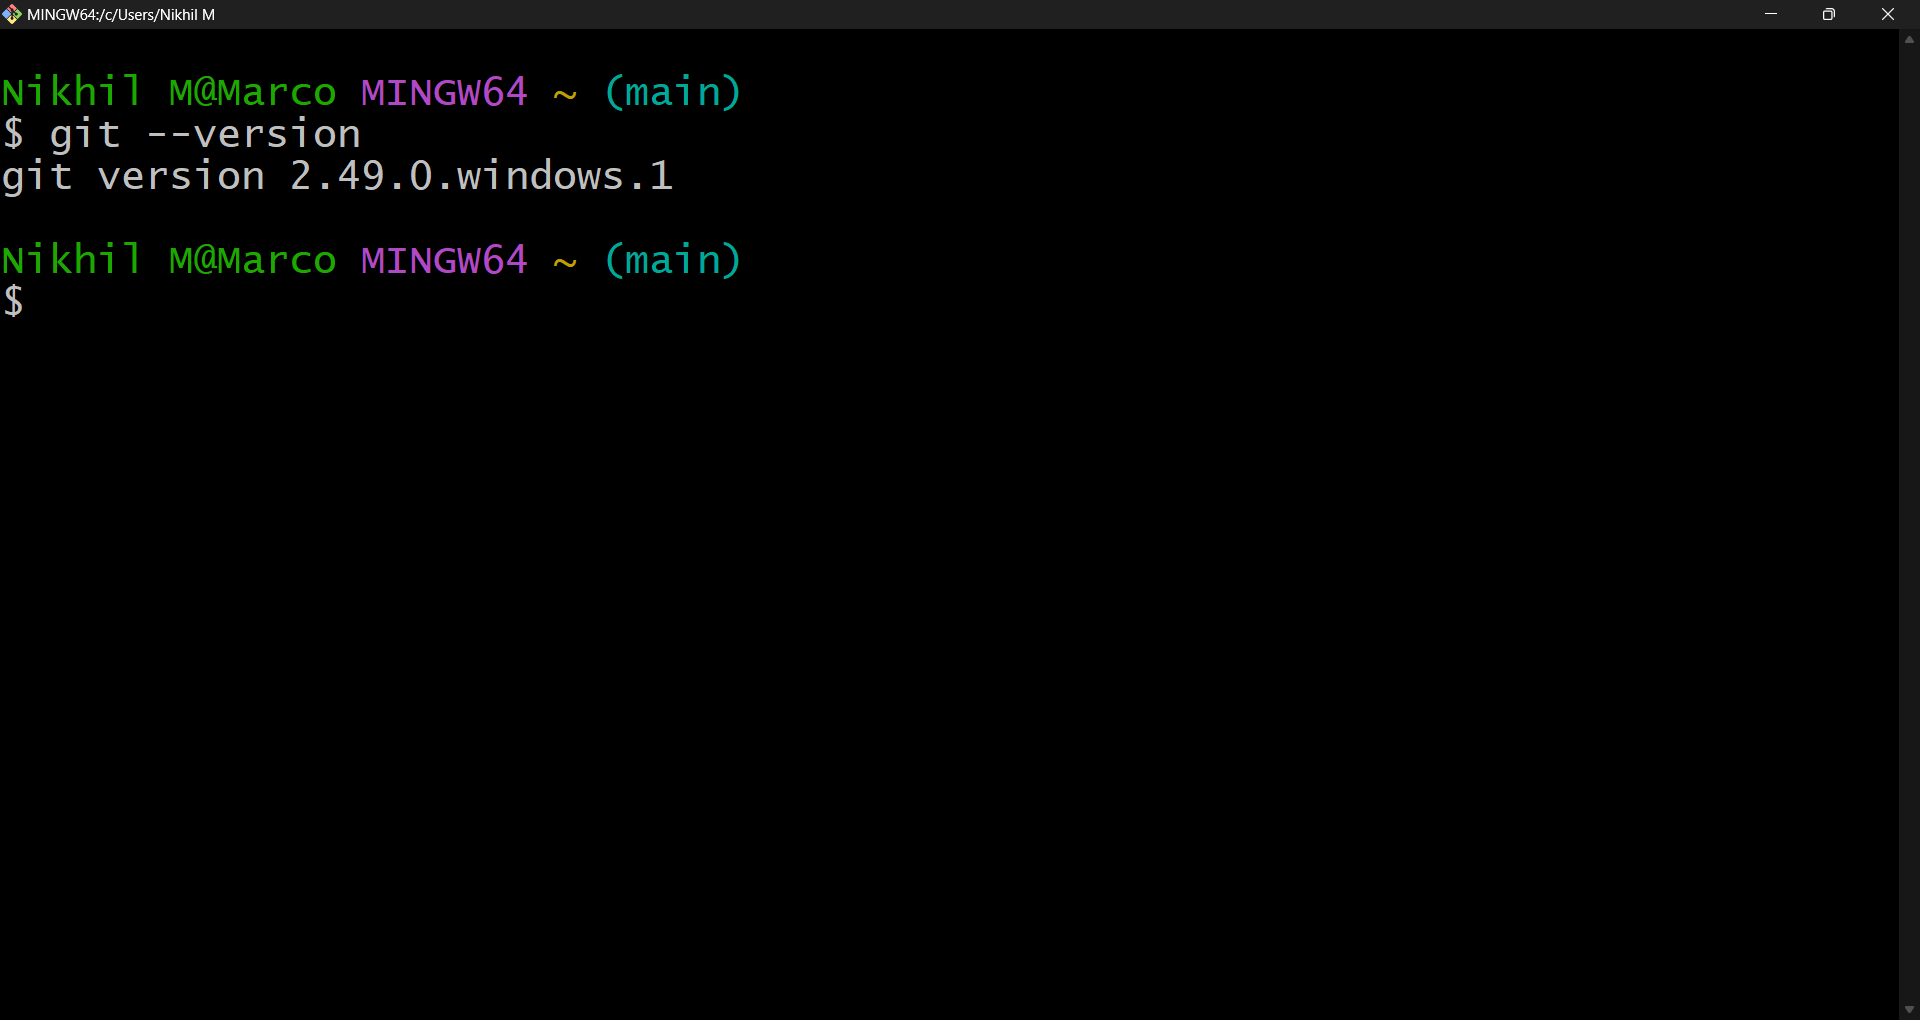 MINGW64:/c/Users/Nikhil M
Nikhil M@Marco MINGW64 ~ (main)
$ git --version
git version 2.49.0.windows.1
Nikhil M@Marco MINGW64 ~ (main)
$